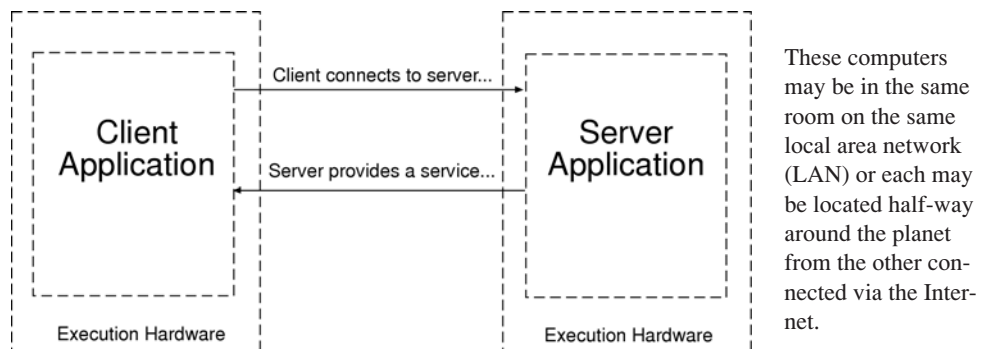 Client connects to server...
Client
Application
Server
Application
Server provides a service...
Execution Hardware
Execution Hardware
These computers
may be in the same
room on the same
local area network
(LAN) or each may
be located half-way
around the planet
from the other con-
nected via the Inter-
net.